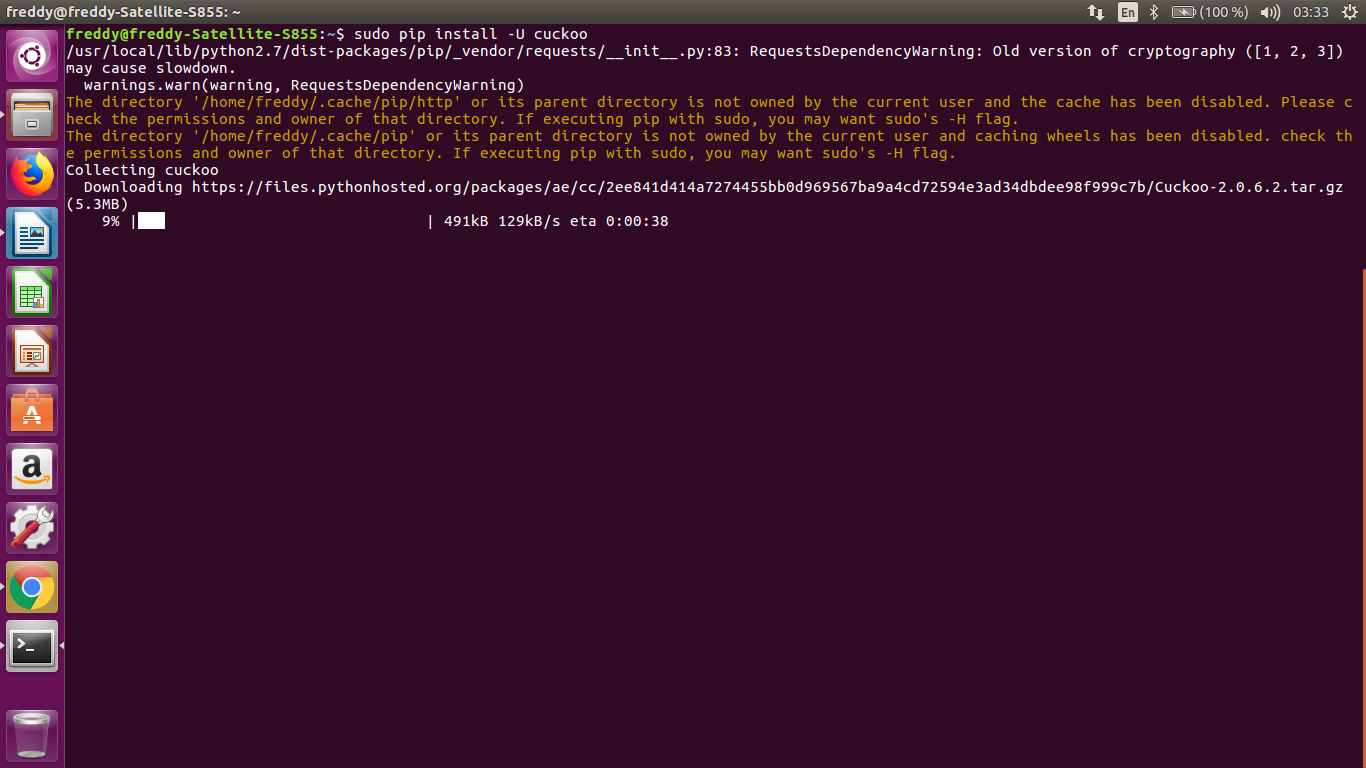 freddy@freddy-Satellite-S855: ~
En
(100 %)
03:33
freddy@freddy-Satellite-S855:~$ sudo pip install -U cuckoo
/usr/local/lib/python2.7/dist-packages/pip/_vendor/requests/__init__.py:83: RequestsDependencyWarning: Old version of cryptography ([1, 2, 3])
may cause slowdown.
  warnings.warn(warning, RequestsDependencyWarning)
The directory '/home/freddy/.cache/pip/http' or its parent directory is not owned by the current user and the cache has been disabled. Please c
heck the permissions and owner of that directory. If executing pip with sudo, you may want sudo's -H flag.
The directory '/home/freddy/.cache/pip' or its parent directory is not owned by the current user and caching wheels has been disabled. check th
e permissions and owner of that directory. If executing pip with sudo, you may want sudo's -H flag.
Collecting cuckoo
  Downloading https://files.pythonhosted.org/packages/ae/cc/2ee841d414a7274455bb0d969567ba9a4cd72594e3ad34dbdee98f999c7b/Cuckoo-2.0.6.2.tar.gz
(5.3MB)
    9% |███                             | 491kB 129kB/s eta 0:00:38